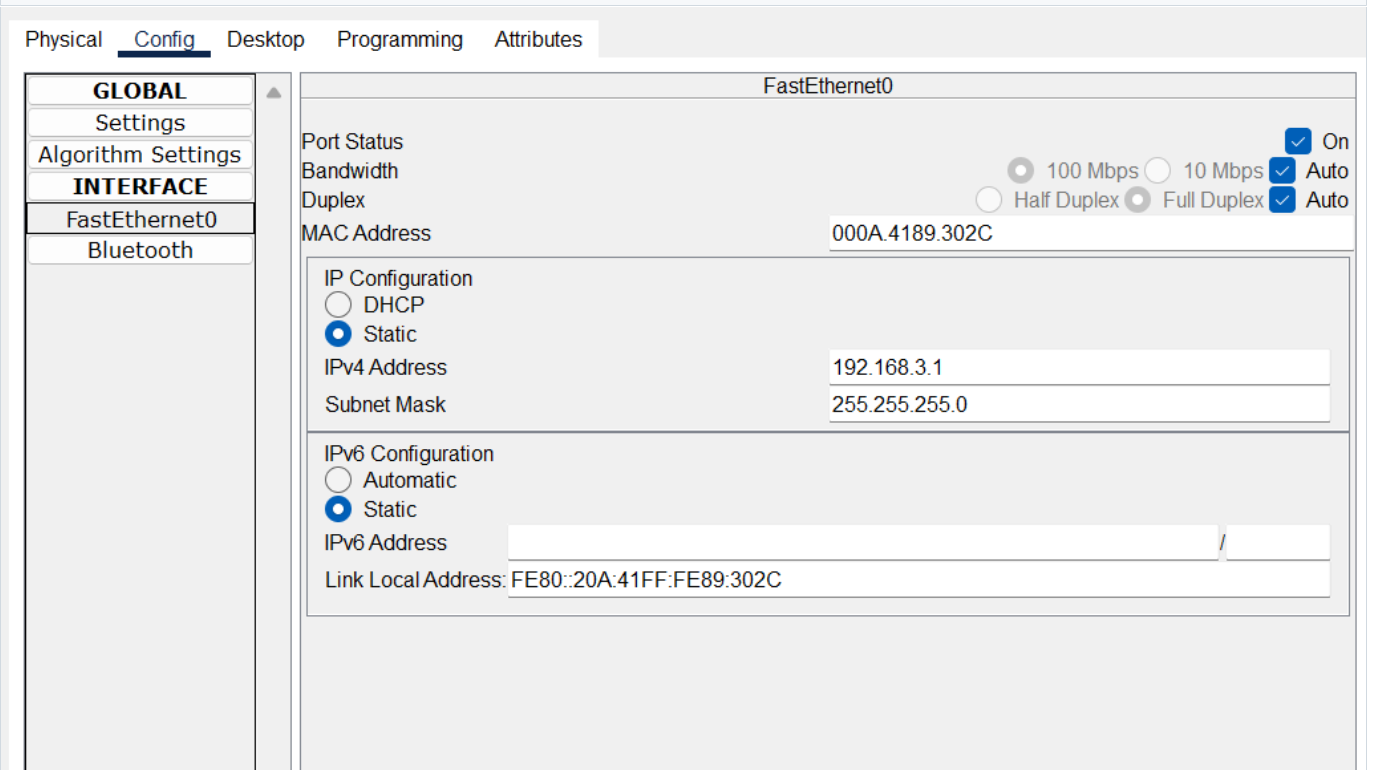 Physical Config Desktop Programming Attributes
GLOBAL
Settings
Algorithm Settings
INTERFACE
FastEthernet0
Bluetooth
FastEthernet0
Port Status On
Bandwidth 100 Mbps 10 Mbps Auto
Duplex Half Duplex Full Duplex Auto
MAC Address 000A.4189.302C
IP Configuration
DHCP
Static
IPv4 Address 192.168.3.1
Subnet Mask 255.255.255.0
IPv6 Configuration
Automatic
Static
IPv6 Address /
Link Local Address: FE80::20A:41FF:FE89:302C